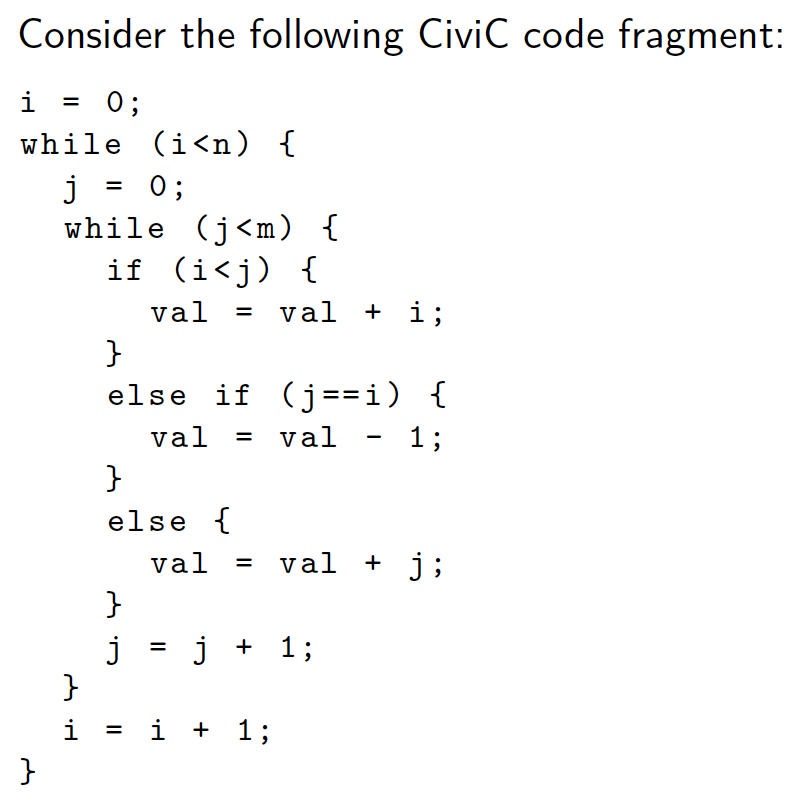 Consider the following CiviC code fragment:
i = 0;
while (i<n) {
  j = 0;
  while (j<m) {
    if (i<j) {
      val = val + i;
    }
    else if (j==i) {
      val = val - 1;
    }
    else {
      val = val + j;
    }
    j = j + 1;
  }
  i = i + 1;
}